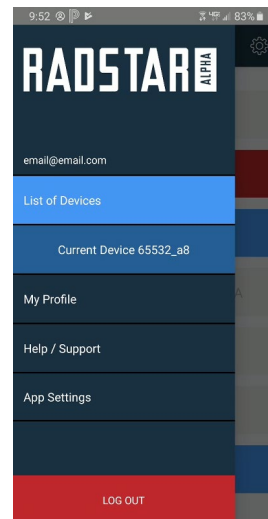 9:52 83%
RADSTAR ALPHA
email@email.com
List of Devices
Current Device 65532_a8
My Profile
A.
Help / Support
App Settings
LOG OUT